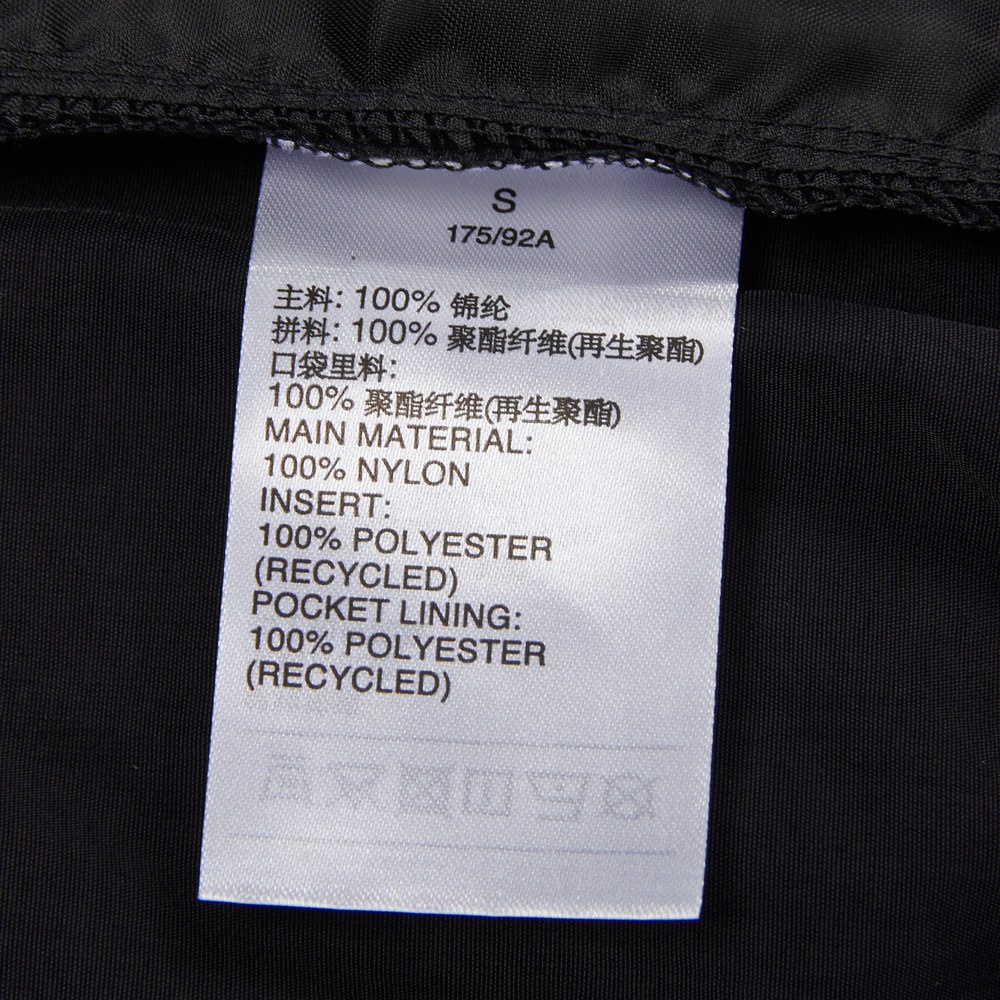 S
175/92A
主料: 100% 锦纶
拼料: 100% 聚酯纤维(再生聚酯)
口袋里料:
100% 聚酯纤维(再生聚酯)
MAIN MATERIAL:
100% NYLON
INSERT:
100% POLYESTER
(RECYCLED)
POCKET LINING:
100% POLYESTER
(RECYCLED)